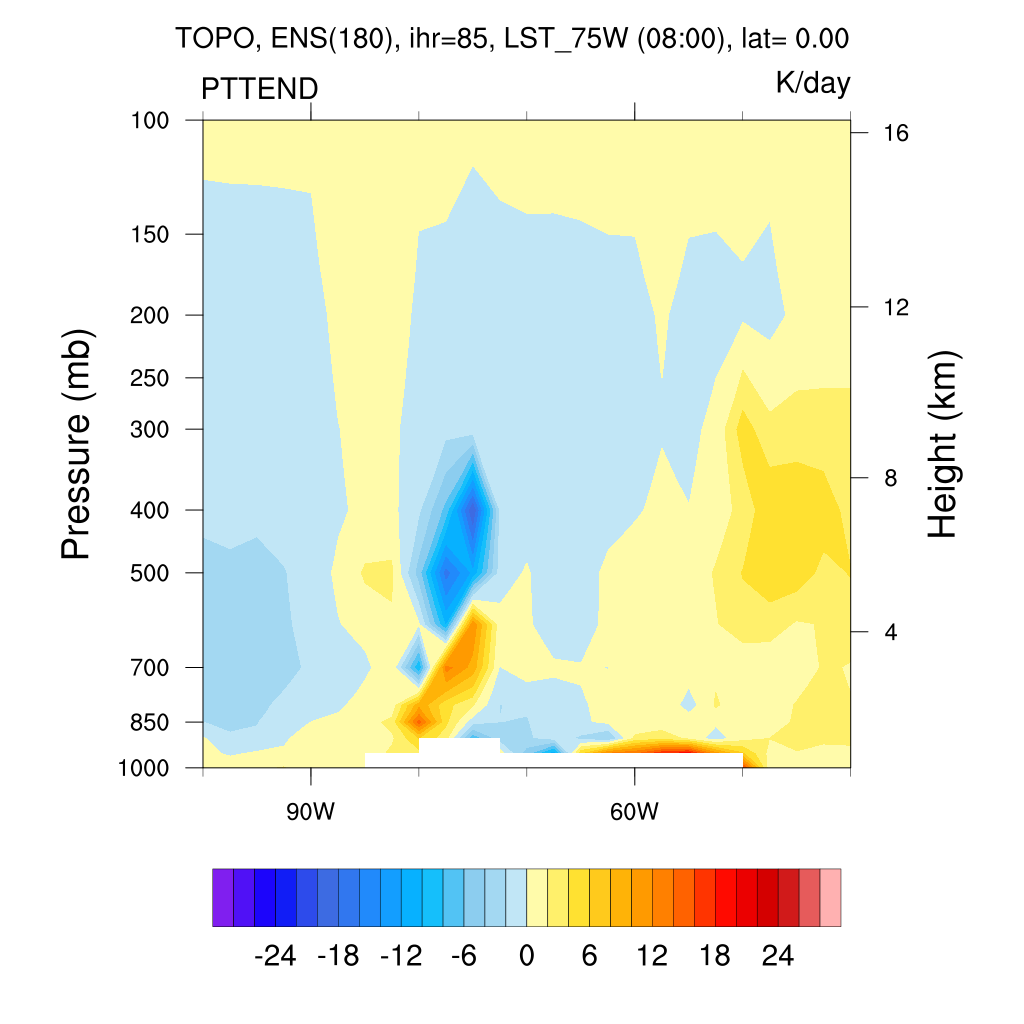 TOPO, ENS(180), ihr=85, LST_75W (08:00), lat= 0.00
PTTEND
K/day
100
150
200
250
300
400
500
700
850
1000
Pressure (mb)
16
12
8
4
Height (km)
90W
60W
-24 -18 -12 -6 0 6 12 18 24